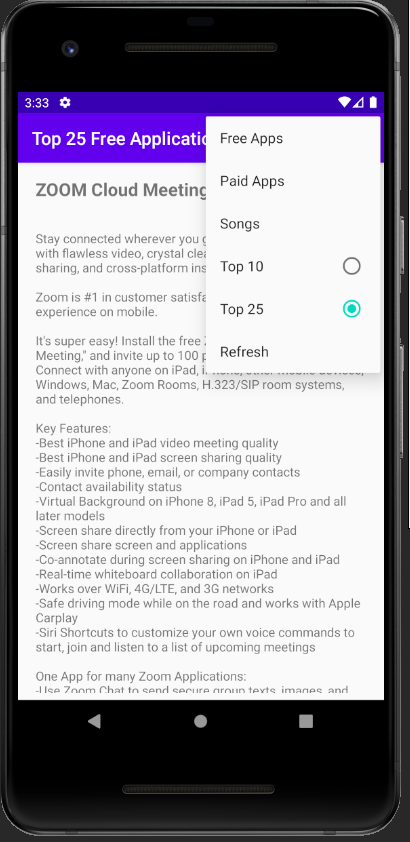 3:33
Top 25 Free Applicatio
Free Apps
Paid Apps
Songs
Top 10
Top 25
Refresh
ZOOM Cloud Meeting
Stay connected wherever you g
with flawless video, crystal clea
sharing, and cross-platform ins
Zoom is #1 in customer satisfa
experience on mobile.
It's super easy! Install the free
Meeting," and invite up to 100 p
Connect with anyone on iPad, iPhone, other mobile devices,
Windows, Mac, Zoom Rooms, H.323/SIP room systems,
and telephones.
Key Features:
-Best iPhone and iPad video meeting quality
-Best iPhone and iPad screen sharing quality
-Easily invite phone, email, or company contacts
-Contact availability status
-Virtual Background on iPhone 8, iPad 5, iPad Pro and all
later models
-Screen share directly from your iPhone or iPad
-Screen share screen and applications
-Co-annotate during screen sharing on iPhone and iPad
-Real-time whiteboard collaboration on iPad
-Works over WiFi, 4G/LTE, and 3G networks
-Safe driving mode while on the road and works with Apple
Carplay
-Siri Shortcuts to customize your own voice commands to
start, join and listen to a list of upcoming meetings
One App for many Zoom Applications:
-Use Zoom Chat to send secure group texts, images, and